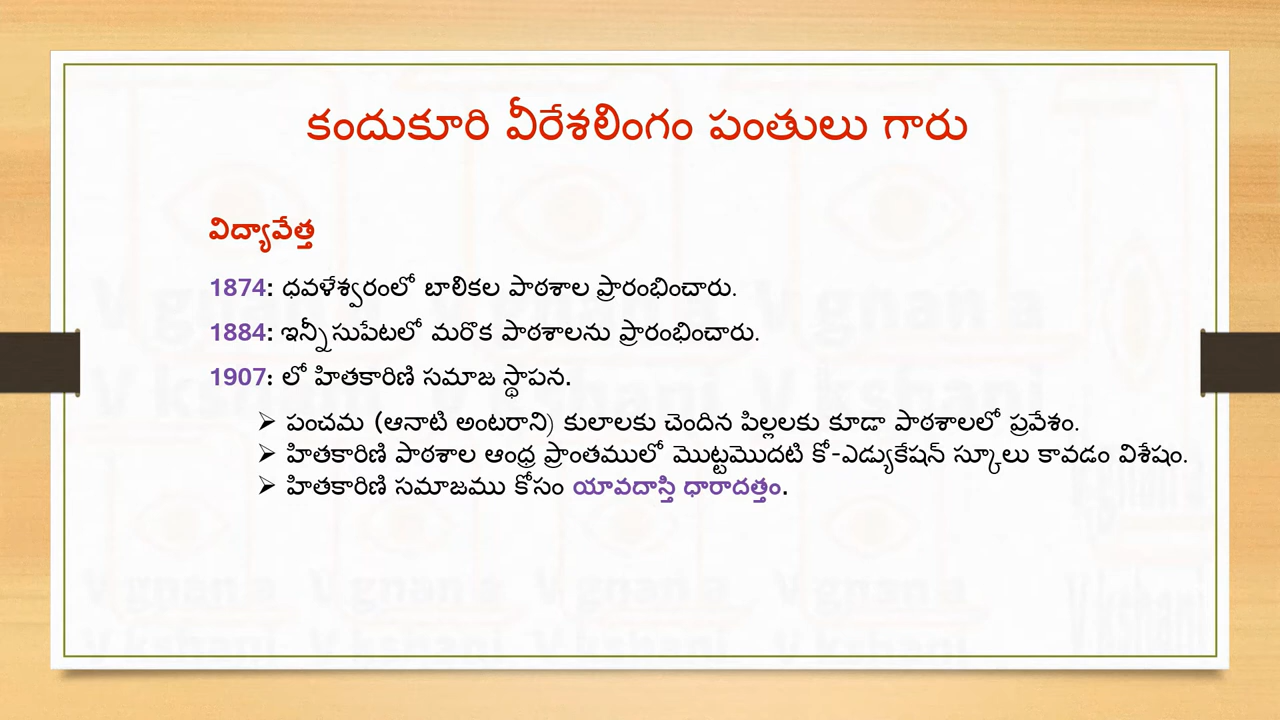 కందుకూరి వీరేశలింగం పంతులు గారు
విద్యావేత్త
1874: ధవళేశ్వరంలో బాలికల పాఠశాల ప్రారంభించారు.
1884: ఇన్నీసుపేటలో మరొక పాఠశాలను ప్రారంభించారు.
1907: లో హితకారిణి సమాజ స్థాపన.
➢ పంచమ (ఆనాటి అంటరాని) కులాలకు చెందిన పిల్లలకు కూడా పాఠశాలలో ప్రవేశం.
➢ హితకారిణి పాఠశాల ఆంధ్ర ప్రాంతములో మొట్టమొదటి కో-ఎడ్యుకేషన్ స్కూలు కావడం విశేషం.
➢ హితకారిణి సమాజము కోసం యావదాస్తి ధారాదత్తం.